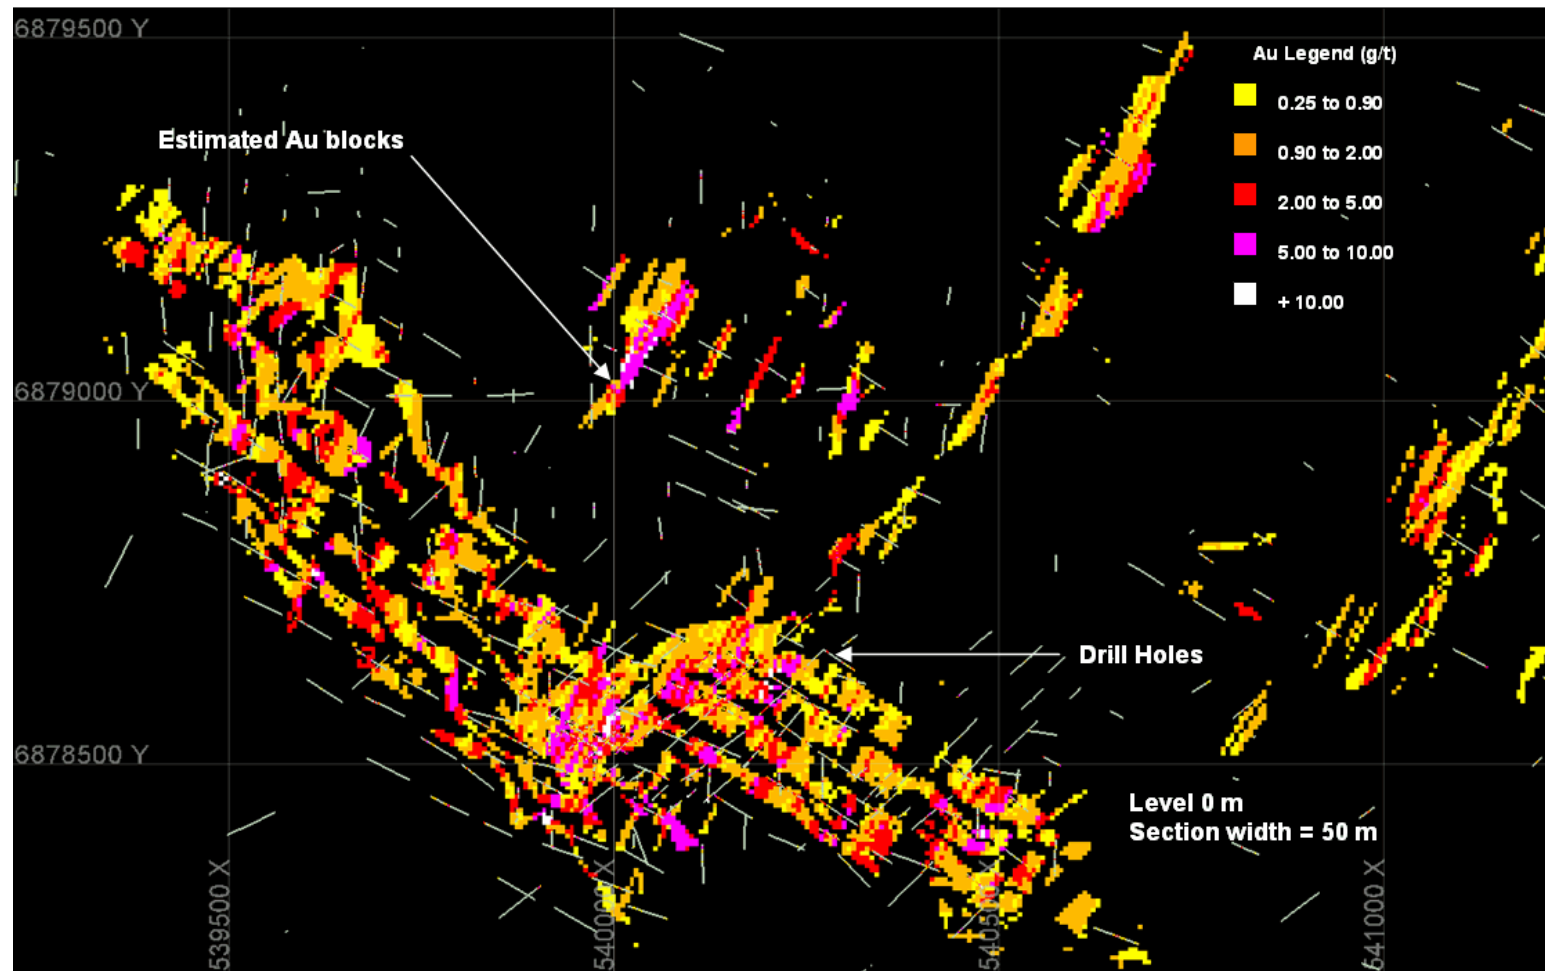 6879500 Y
Au Legend (g/t)
0.25 to 0.90
Estimated Au blocks
0.90 to 2.00
2.00 to 5.00
5.00 to 10.00
+ 10.00
6879000 Y
Drill Holes
6878500 Y
Level 0 m
Section width = 50 m
539500 X
540000 X
540500 X
541000 X